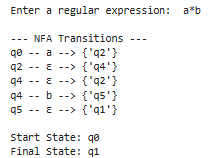 Enter a regular expression:  a*b
--- NFA Transitions ---
q0 -- a --> {'q2'}
q2 -- ε --> {'q4'}
q4 -- ε --> {'q2'}
q4 -- b --> {'q5'}
q5 -- ε --> {'q1'}
Start State: q0
Final State: q1